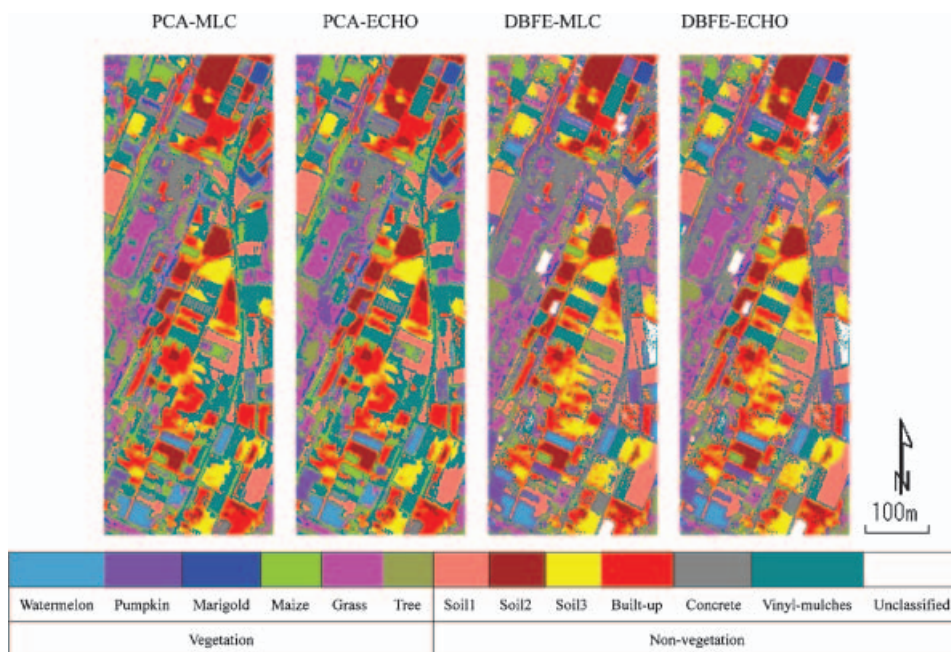 PCA-MLC PCA-ECHO DBFE-MLC DBFE-ECHO
N
100m
Watermelon Pumpkin Marigold Maize Grass Tree Soil1 Soil2 Soil3 Built-up Concrete Vinyl-mulches Unclassified
Vegetation Non-vegetation